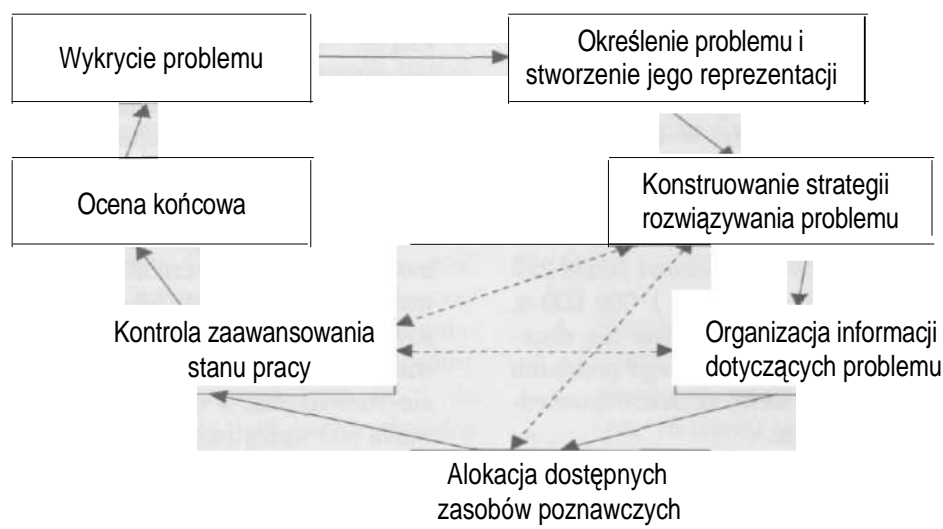 Wykrycie problemu
Określenie problemu i
stworzenie jego reprezentacji
Ocena końcowa
Konstruowanie strategii
rozwiązywania problemu
Kontrola zaawansowania
stanu pracy
Organizacja informacji
dotyczących problemu
Alokacja dostępnych
zasobów poznawczych